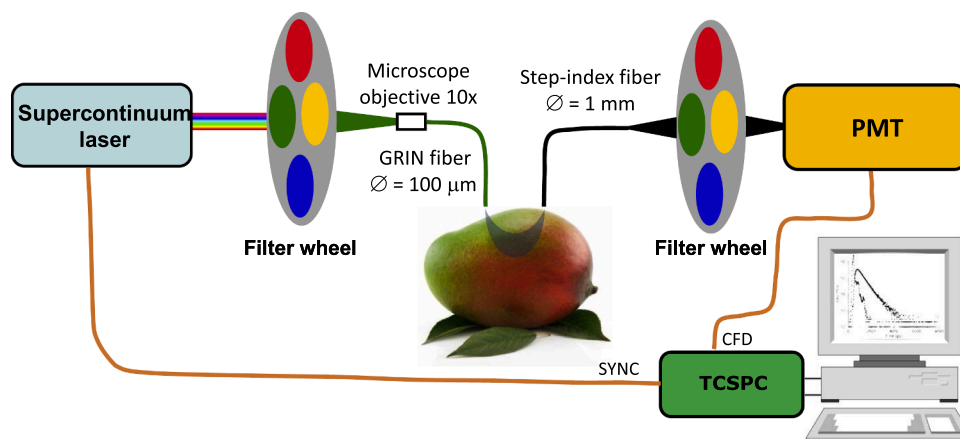 Supercontinuum
laser
Filter wheel
Microscope
objective 10x
GRIN fiber
∅ = 100 μm
Step-index fiber
∅ = 1 mm
Filter wheel
PMT
CFD
SYNC
TCSPC